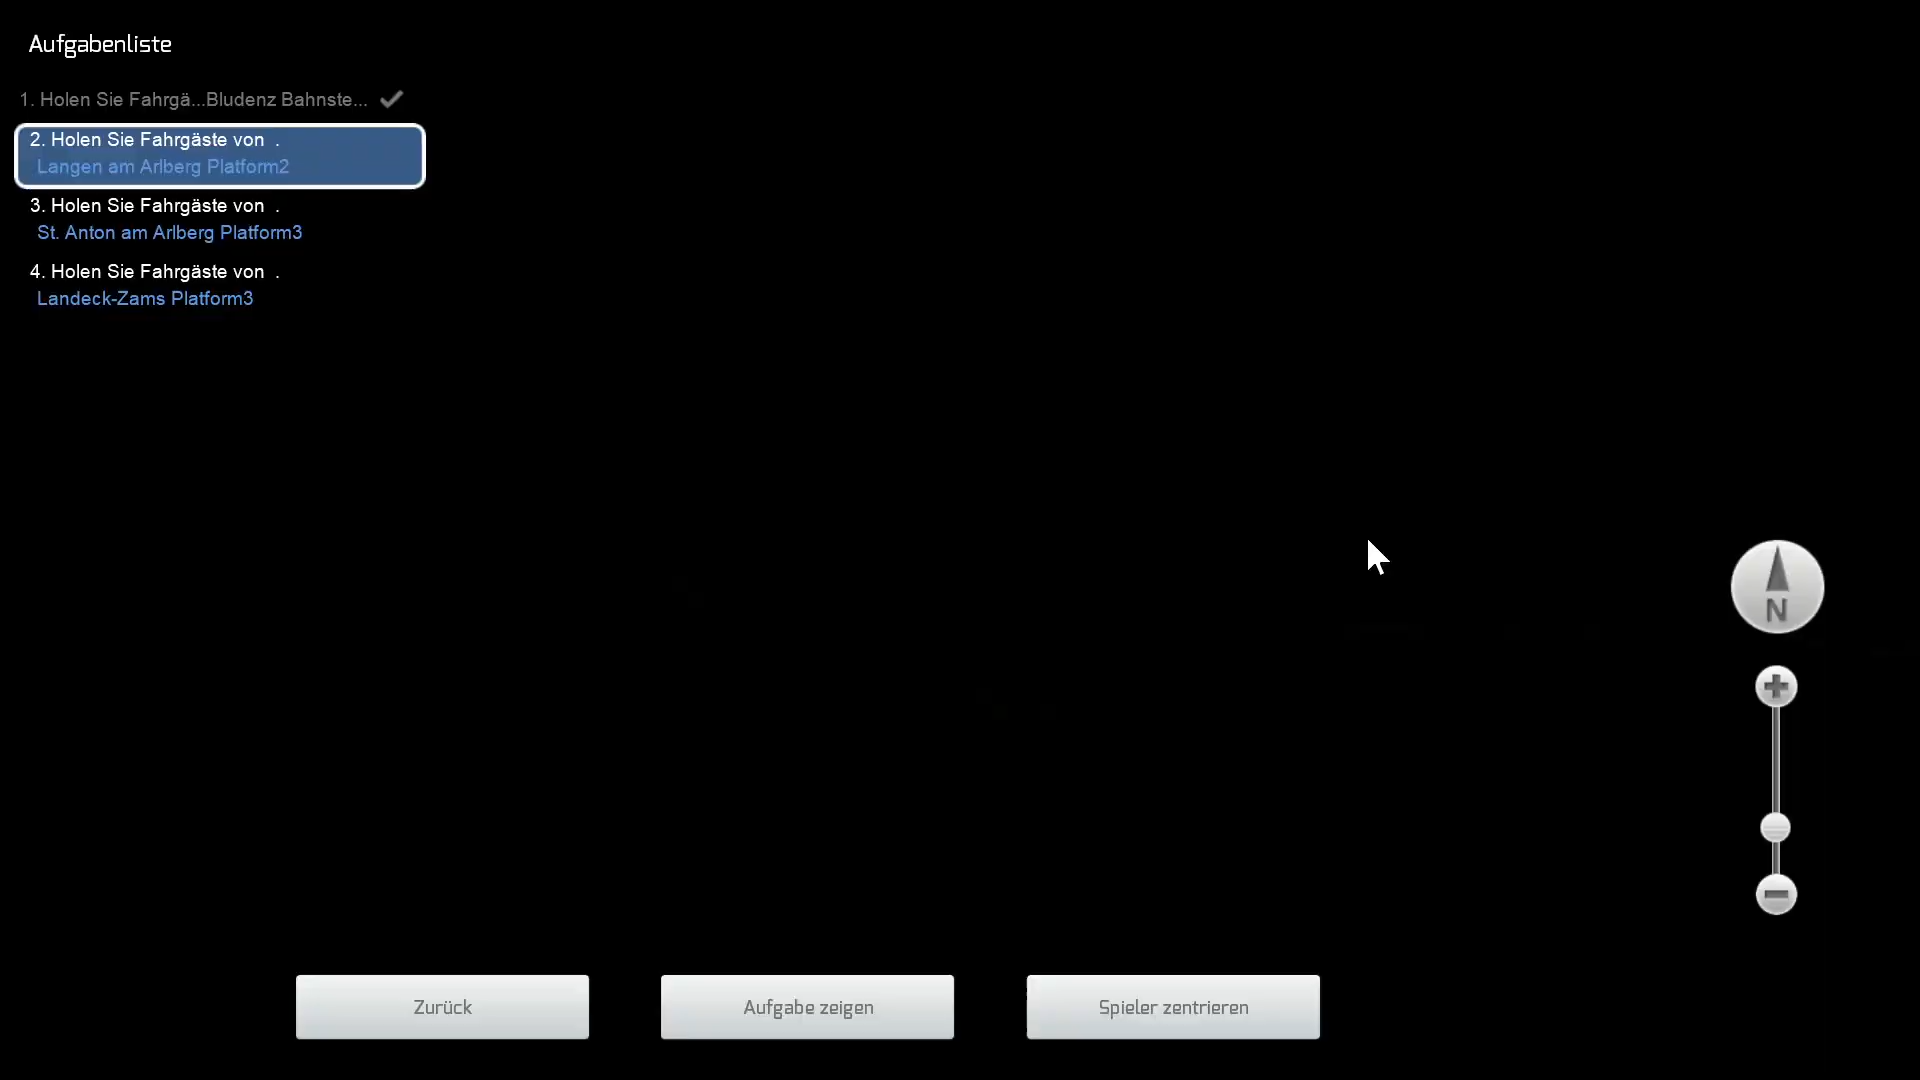 Aufgabenliste
1. Holen Sie Fahrgä...Bludenz Bahnste...
2. Holen Sie Fahrgäste von .
Langen am Arlberg Platform2
3. Holen Sie Fahrgäste von .
St. Anton am Arlberg Platform3
4. Holen Sie Fahrgäste von .
Landeck-Zams Platform3
N
Zurück
Aufgabe zeigen
Spieler zentrieren